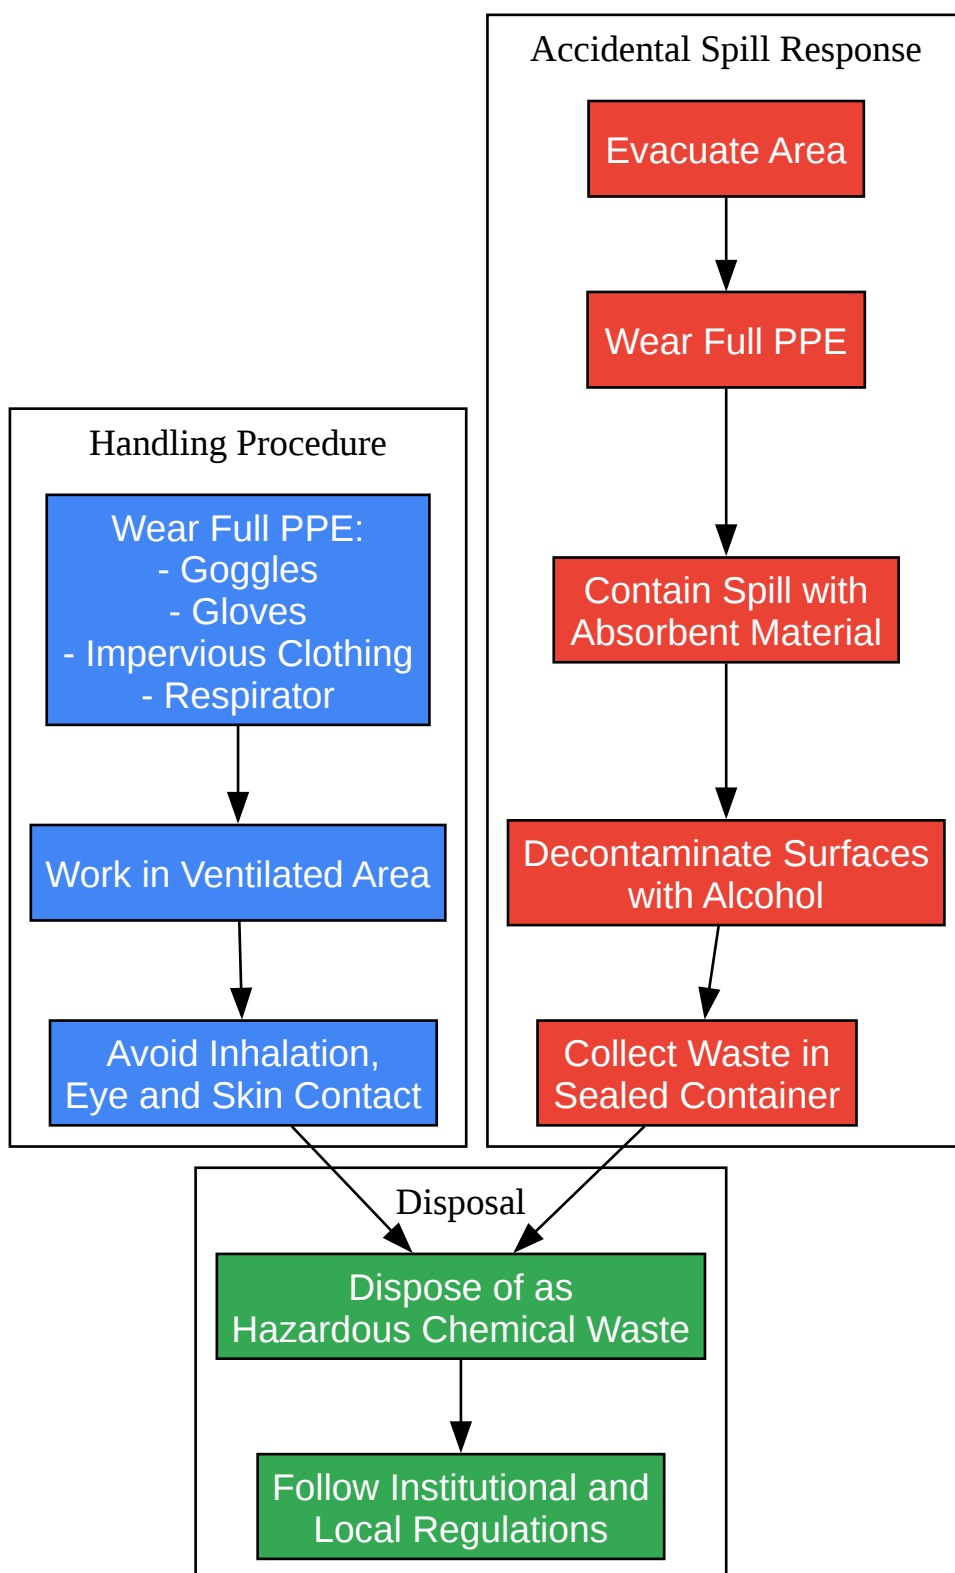 Accidental Spill Response
Evacuate Area
Wear Full PPE
Contain Spill with
Absorbent Material
Decontaminate Surfaces
with Alcohol
Collect Waste in
Sealed Container
Handling Procedure
Wear Full PPE:
- Goggles
- Gloves
- Impervious Clothing
- Respirator
Work in Ventilated Area
Avoid Inhalation,
Eye and Skin Contact
Disposal
Dispose of as
Hazardous Chemical Waste
Follow Institutional and
Local Regulations